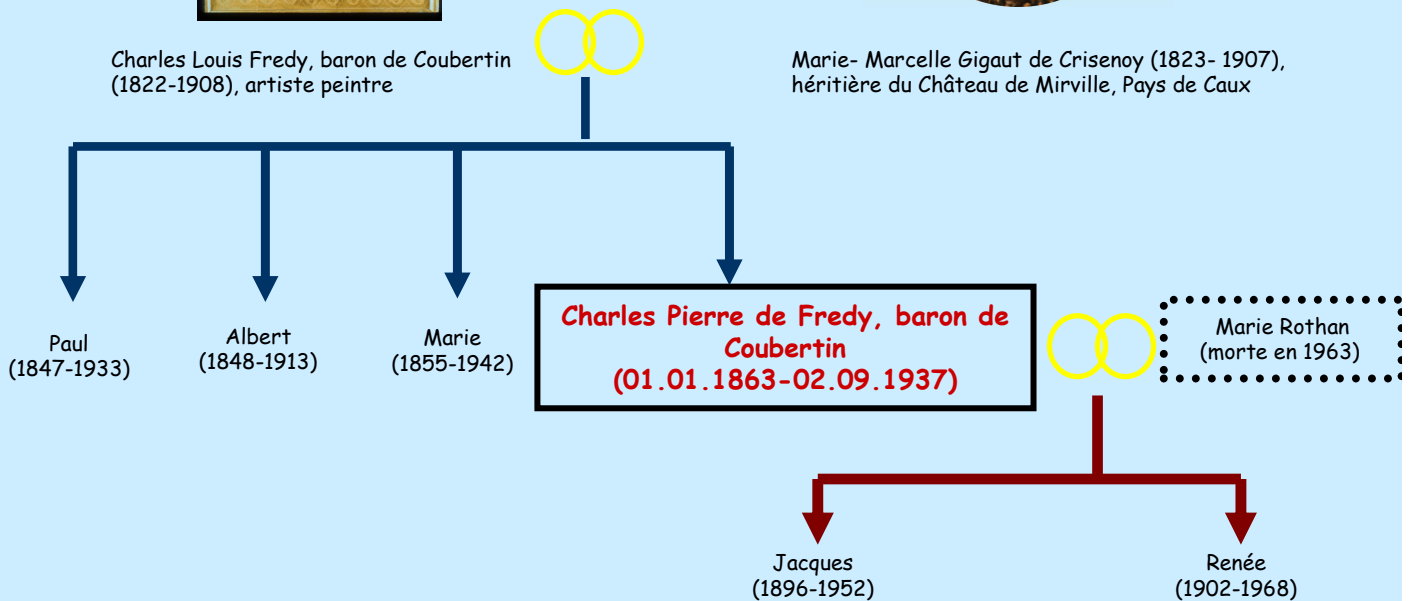 Charles Louis Fredy, baron de Coubertin
(1822-1908), artiste peintre
Marie- Marcelle Gigaut de Crisenoy (1823- 1907),
héritière du Château de Mirville, Pays de Caux
Paul
(1847-1933)
Albert
(1848-1913)
Marie
(1855-1942)
Charles Pierre de Fredy, baron de
Coubertin
(01.01.1863-02.09.1937)
Marie Rothan
(morte en 1963)
Jacques
(1896-1952)
Renée
(1902-1968)